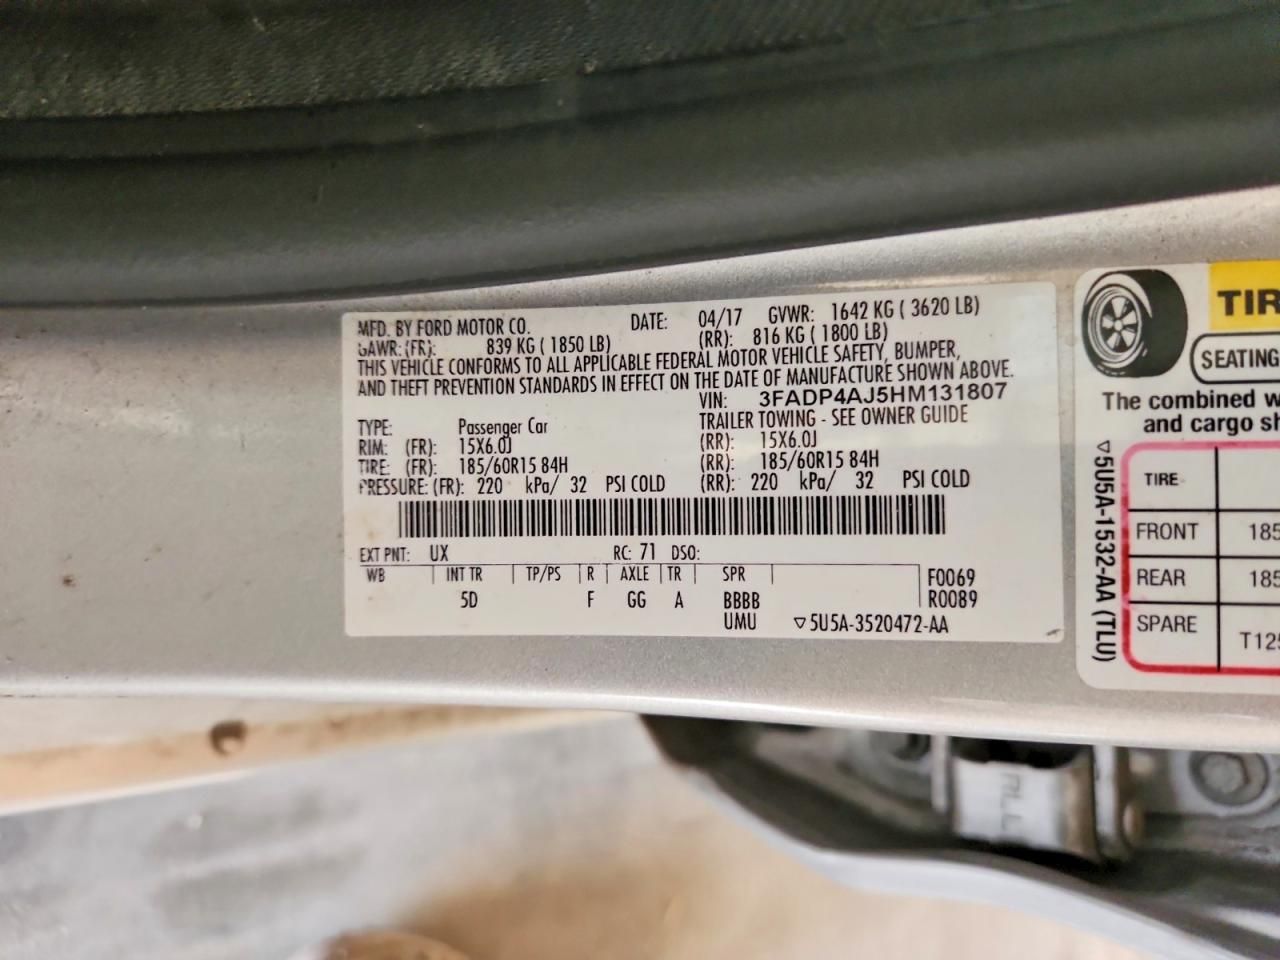 MFD. BY FORD MOTOR CO. DATE: 04/17 GVWR: 1642 KG ( 3620 LB)
GAWR: (FR): 839 KG ( 1850 LB) (RR): 816 KG ( 1800 LB)
THIS VEHICLE CONFORMS TO ALL APPLICABLE FEDERAL MOTOR VEHICLE SAFETY, BUMPER,
AND THEFT PREVENTION STANDARDS IN EFFECT ON THE DATE OF MANUFACTURE SHOWN ABOVE.
VIN: 3FADP4AJ5HM131807
TYPE: Passenger Car TRAILER TOWING - SEE OWNER GUIDE
RIM: (FR): 15X6.0J (RR): 15X6.0J
TIRE: (FR): 185/60R15 84H (RR): 185/60R15 84H
PRESSURE: (FR): 220 kPa/ 32 PSI COLD (RR): 220 kPa/ 32 PSI COLD
EXT PNT: UX RC: 71 DSO:
WB INT TR TP/PS R AXLE TR SPR F0069
5D F GG A BBBB R0089
UMU ▽5U5A-3520472-AA
TIR
SEATING
The combined w
and cargo sh
▽5U5A-1532-AA (TLU)
TIRE
FRONT 185
REAR 185
SPARE T125